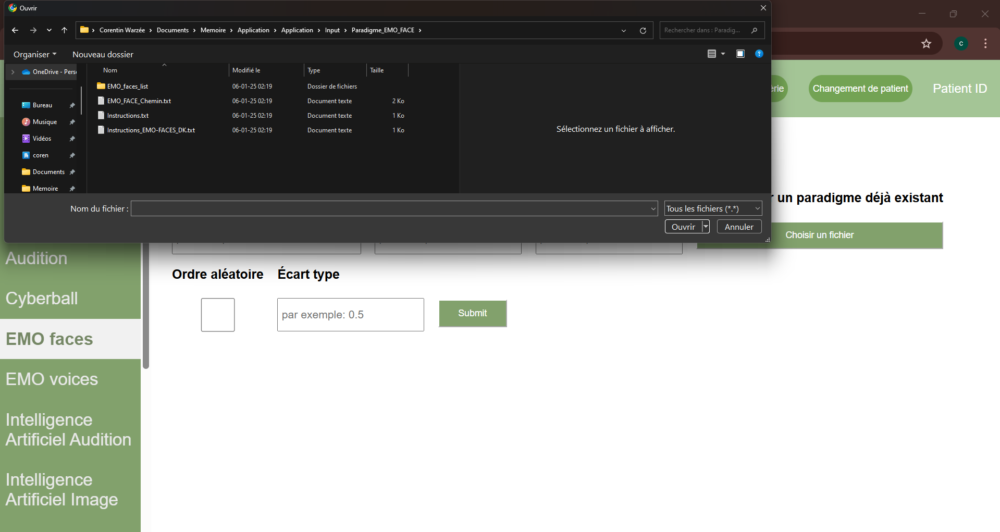 Ouvrir
Corentin Warzée > Documents > Memoire > Application > Application > Input > Paradigme_EMO_FACE >
Rechercher dans : Paradig...
Organiser
Nouveau dossier
C
OneDrive - Pers
Bureau
Musique
Vidéos
coren
Documents
Memoire
Nom
Modifié le
Type
Taille
EMO_faces_list
06-01-25 02:19
Dossier de fichiers
EMO_FACE_Chemin.txt
06-01-25 02:19
Document texte
2 Ko
Instructions.txt
06-01-25 02:19
Document texte
1 Ko
Instructions_EMO-FACES_DK.txt
06-01-25 02:19
Document texte
1 Ko
Sélectionnez un fichier à afficher.
Nom du fichier :
Tous les fichiers (*.*)
Ouvrir
Annuler
érie
Changement de patient
Patient ID
un paradigme déjà existant
Choisir un fichier
Audition
Cyberball
EMO faces
EMO voices
Intelligence
Artificiel Audition
Intelligence
Artificiel Image
Ordre aléatoire
Écart type
par exemple: 0.5
Submit